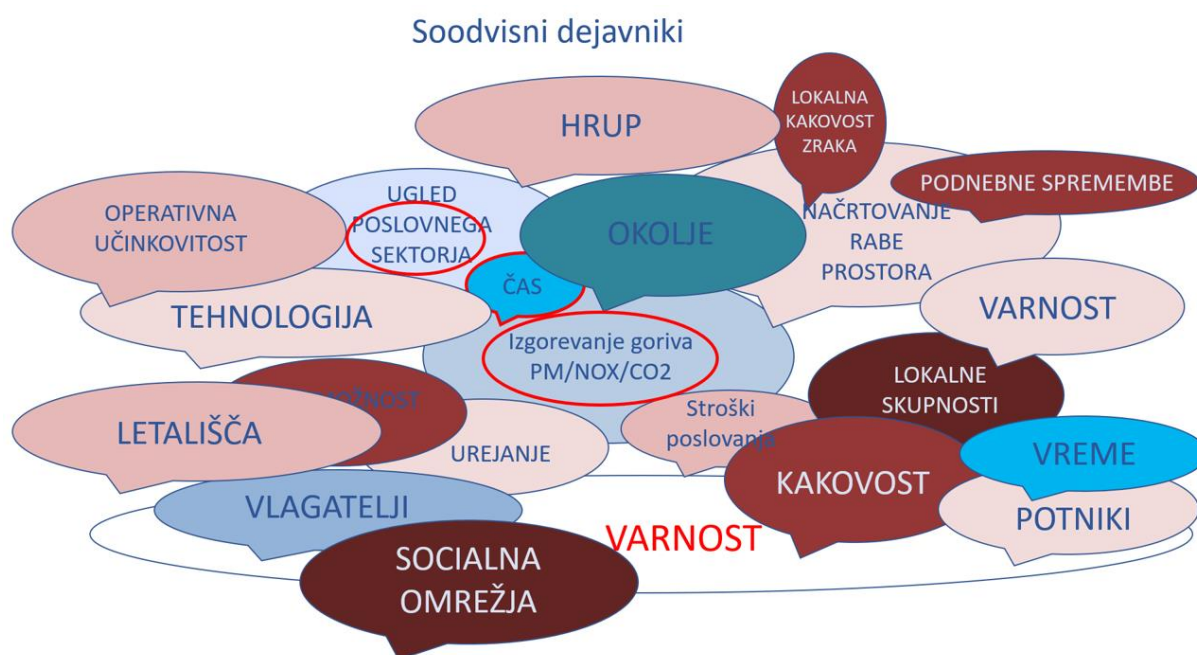 Soodvisni dejavniki
HRUP
LOKALNA
KAKOVOST
ZRAKA
PODNEBNE SPREMEMBE
OPERATIVNA
UČINKOVITOST
UGLED
POSLOVNEGA
SEKTORJA
OKOLJE
NAČRTOVANJE
RABE
PROSTORA
ČAS
TEHNOLOGIJA
VARNOST
Izgorevanje goriva
PM/NOX/CO2
LOKALNE
SKUPNOSTI
LETALIŠČA
Stroški
poslovanja
UREJANJE
KAKOVOST
VREME
VLAGATELJI
POTNIKI
VARNOST
SOCIALNA
OMREŽJA